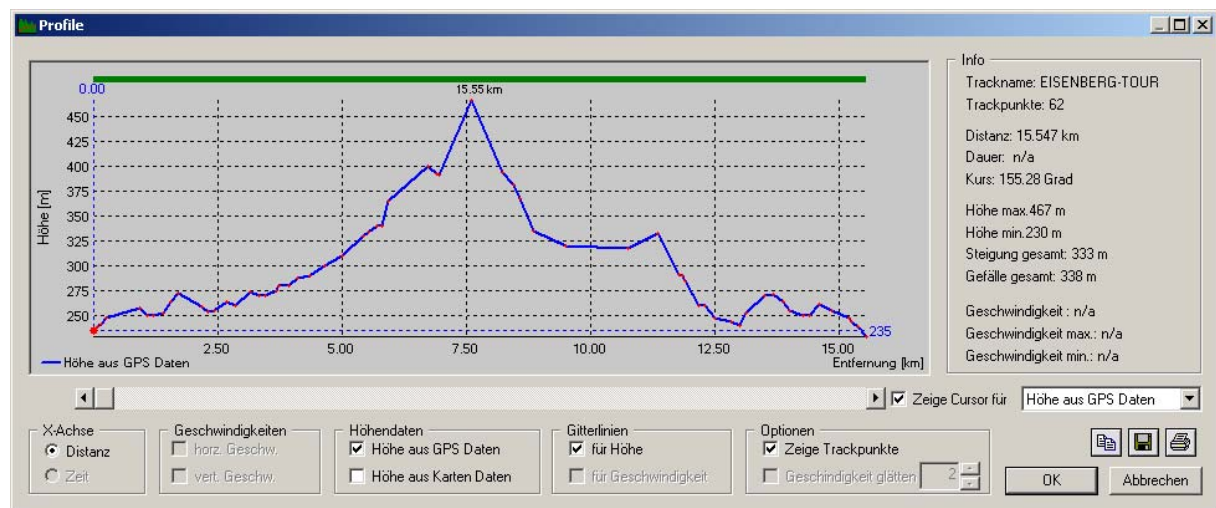 Profile
0.00
15.55 km
450
425
400
375
350
325
300
275
250
Höhe [m]
235
2.50 5.00 7.50 10.00 12.50 15.00
Höhe aus GPS Daten
Entfernung [km]
Info
Trackname: EISENBERG-TOUR
Trackpunkte: 62
Distanz: 15.547 km
Dauer: n/a
Kurs: 155.28 Grad
Höhe max.467 m
Höhe min.230 m
Steigung gesamt: 333 m
Gefälle gesamt: 338 m
Geschwindigkeit : n/a
Geschwindigkeit max.: n/a
Geschwindigkeit min.: n/a
Zeige Cursor für Höhe aus GPS Daten
X-Achse
Distanz
Zeit
Geschwindigkeiten
horz. Geschw.
vert. Geschw.
Höhendaten
Höhe aus GPS Daten
Höhe aus Karten Daten
Gitterlinien
für Höhe
für Geschwindigkeit
Optionen
Zeige Trackpunkte
Geschindigkeit glätten 2
OK Abbrechen